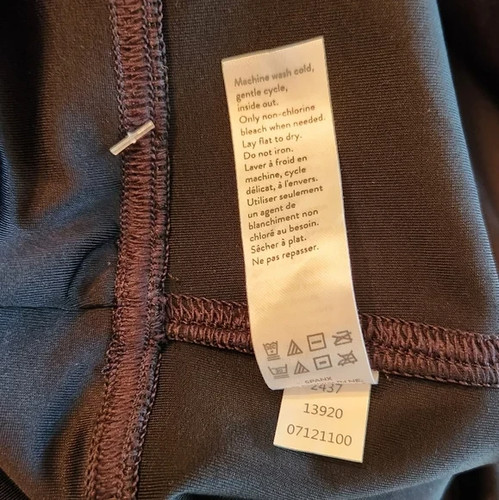 Machine wash cold,
gentle cycle,
inside out.
Only non-chlorine
bleach when needed.
Lay flat to dry.
Do not iron.
Laver à froid en
machine, cycle
délicat, à l'envers.
Utiliser seulement
un agent de
blanchiment non
chloré au besoin.
Sécher à plat.
Ne pas repasser.
2437
13920
07121100